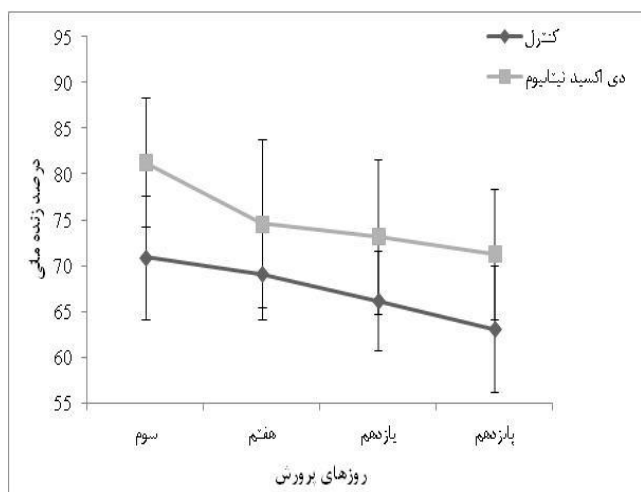 95
90
85
80
75
70
65
60
55
درصد زنده مانی
کنترل
دی اکسید تیتانیوم
سوم
هفتم
یازدهم
پانزدهم
روزهای پرورش